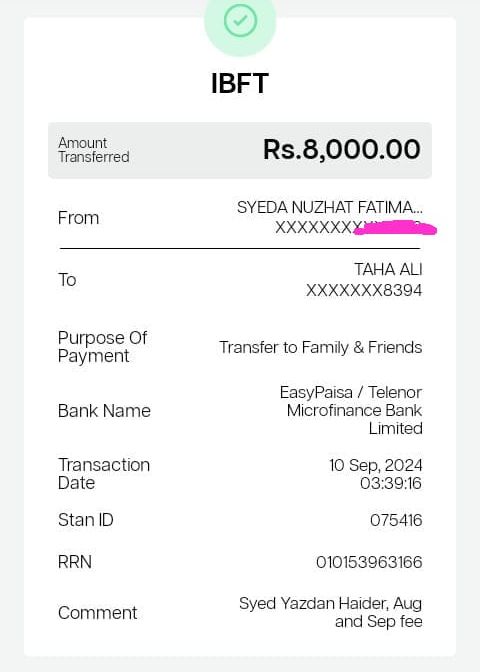 IBFT
Amount
Transferred
Rs.8,000.00
From
SYEDA NUZHAT FATIMA...
XXXXXXX
To
TAHA ALI
XXXXXXX8394
Purpose Of
Payment
Transfer to Family & Friends
Bank Name
EasyPaisa / Telenor
Microfinance Bank
Limited
Transaction
Date
10 Sep, 2024
03:39:16
Stan ID
075416
RRN
010153963166
Comment
Syed Yazdan Haider, Aug
and Sep fee